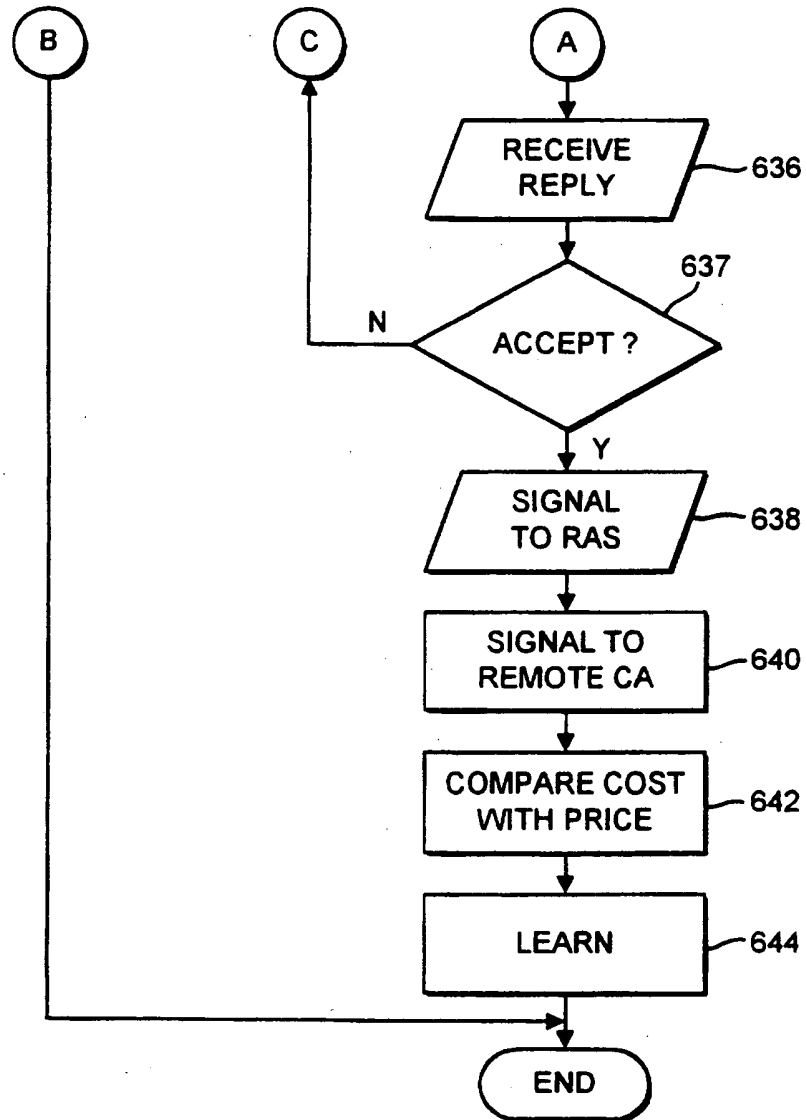 B
C
A
RECEIVE
REPLY
636
637
N
ACCEPT ?
Y
SIGNAL
TO RAS
638
SIGNAL TO
REMOTE CA
640
COMPARE COST
WITH PRICE
642
LEARN
644
END